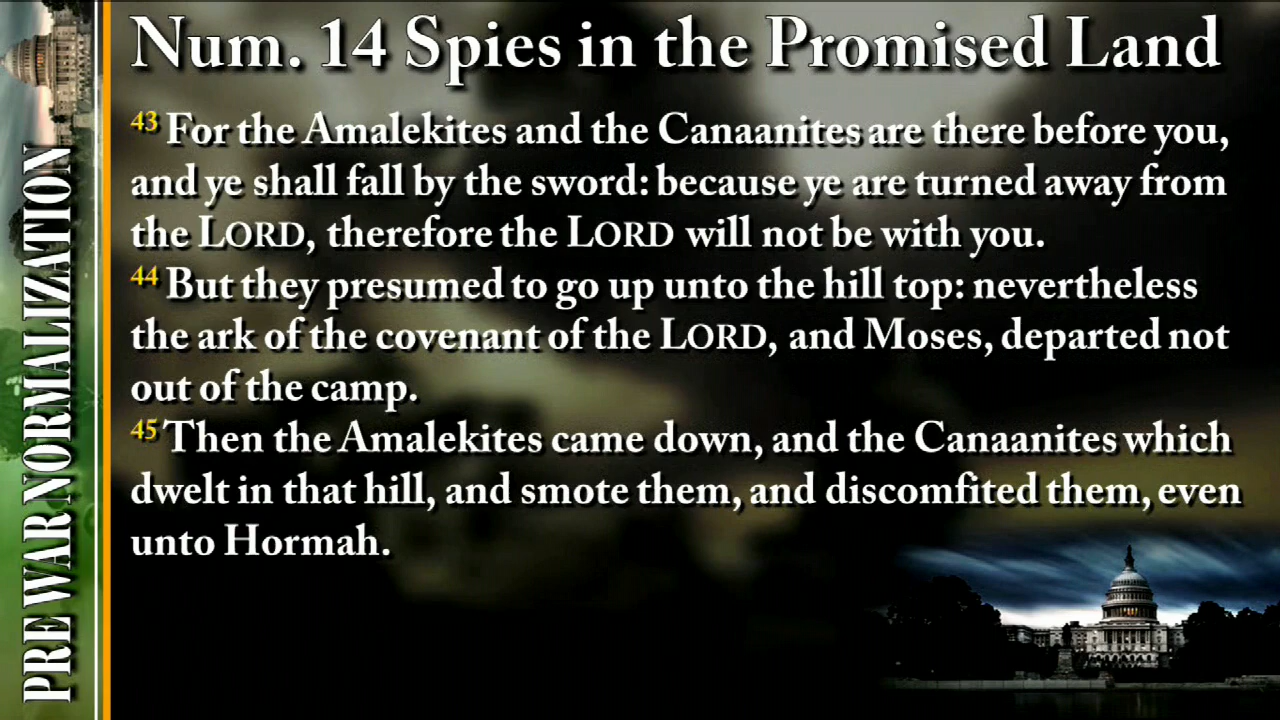 Num. 14 Spies in the Promised Land
43 For the Amalekites and the Canaanites are there before you,
and ye shall fall by the sword: because ye are turned away from
the LORD, therefore the LORD will not be with you.
44 But they presumed to go up unto the hill top: nevertheless
the ark of the covenant of the LORD, and Moses, departed not
out of the camp.
45 Then the Amalekites came down, and the Canaanites which
dwelt in that hill, and smote them, and discomfited them, even
unto Hormah.
PRE WAR NORMALIZATION